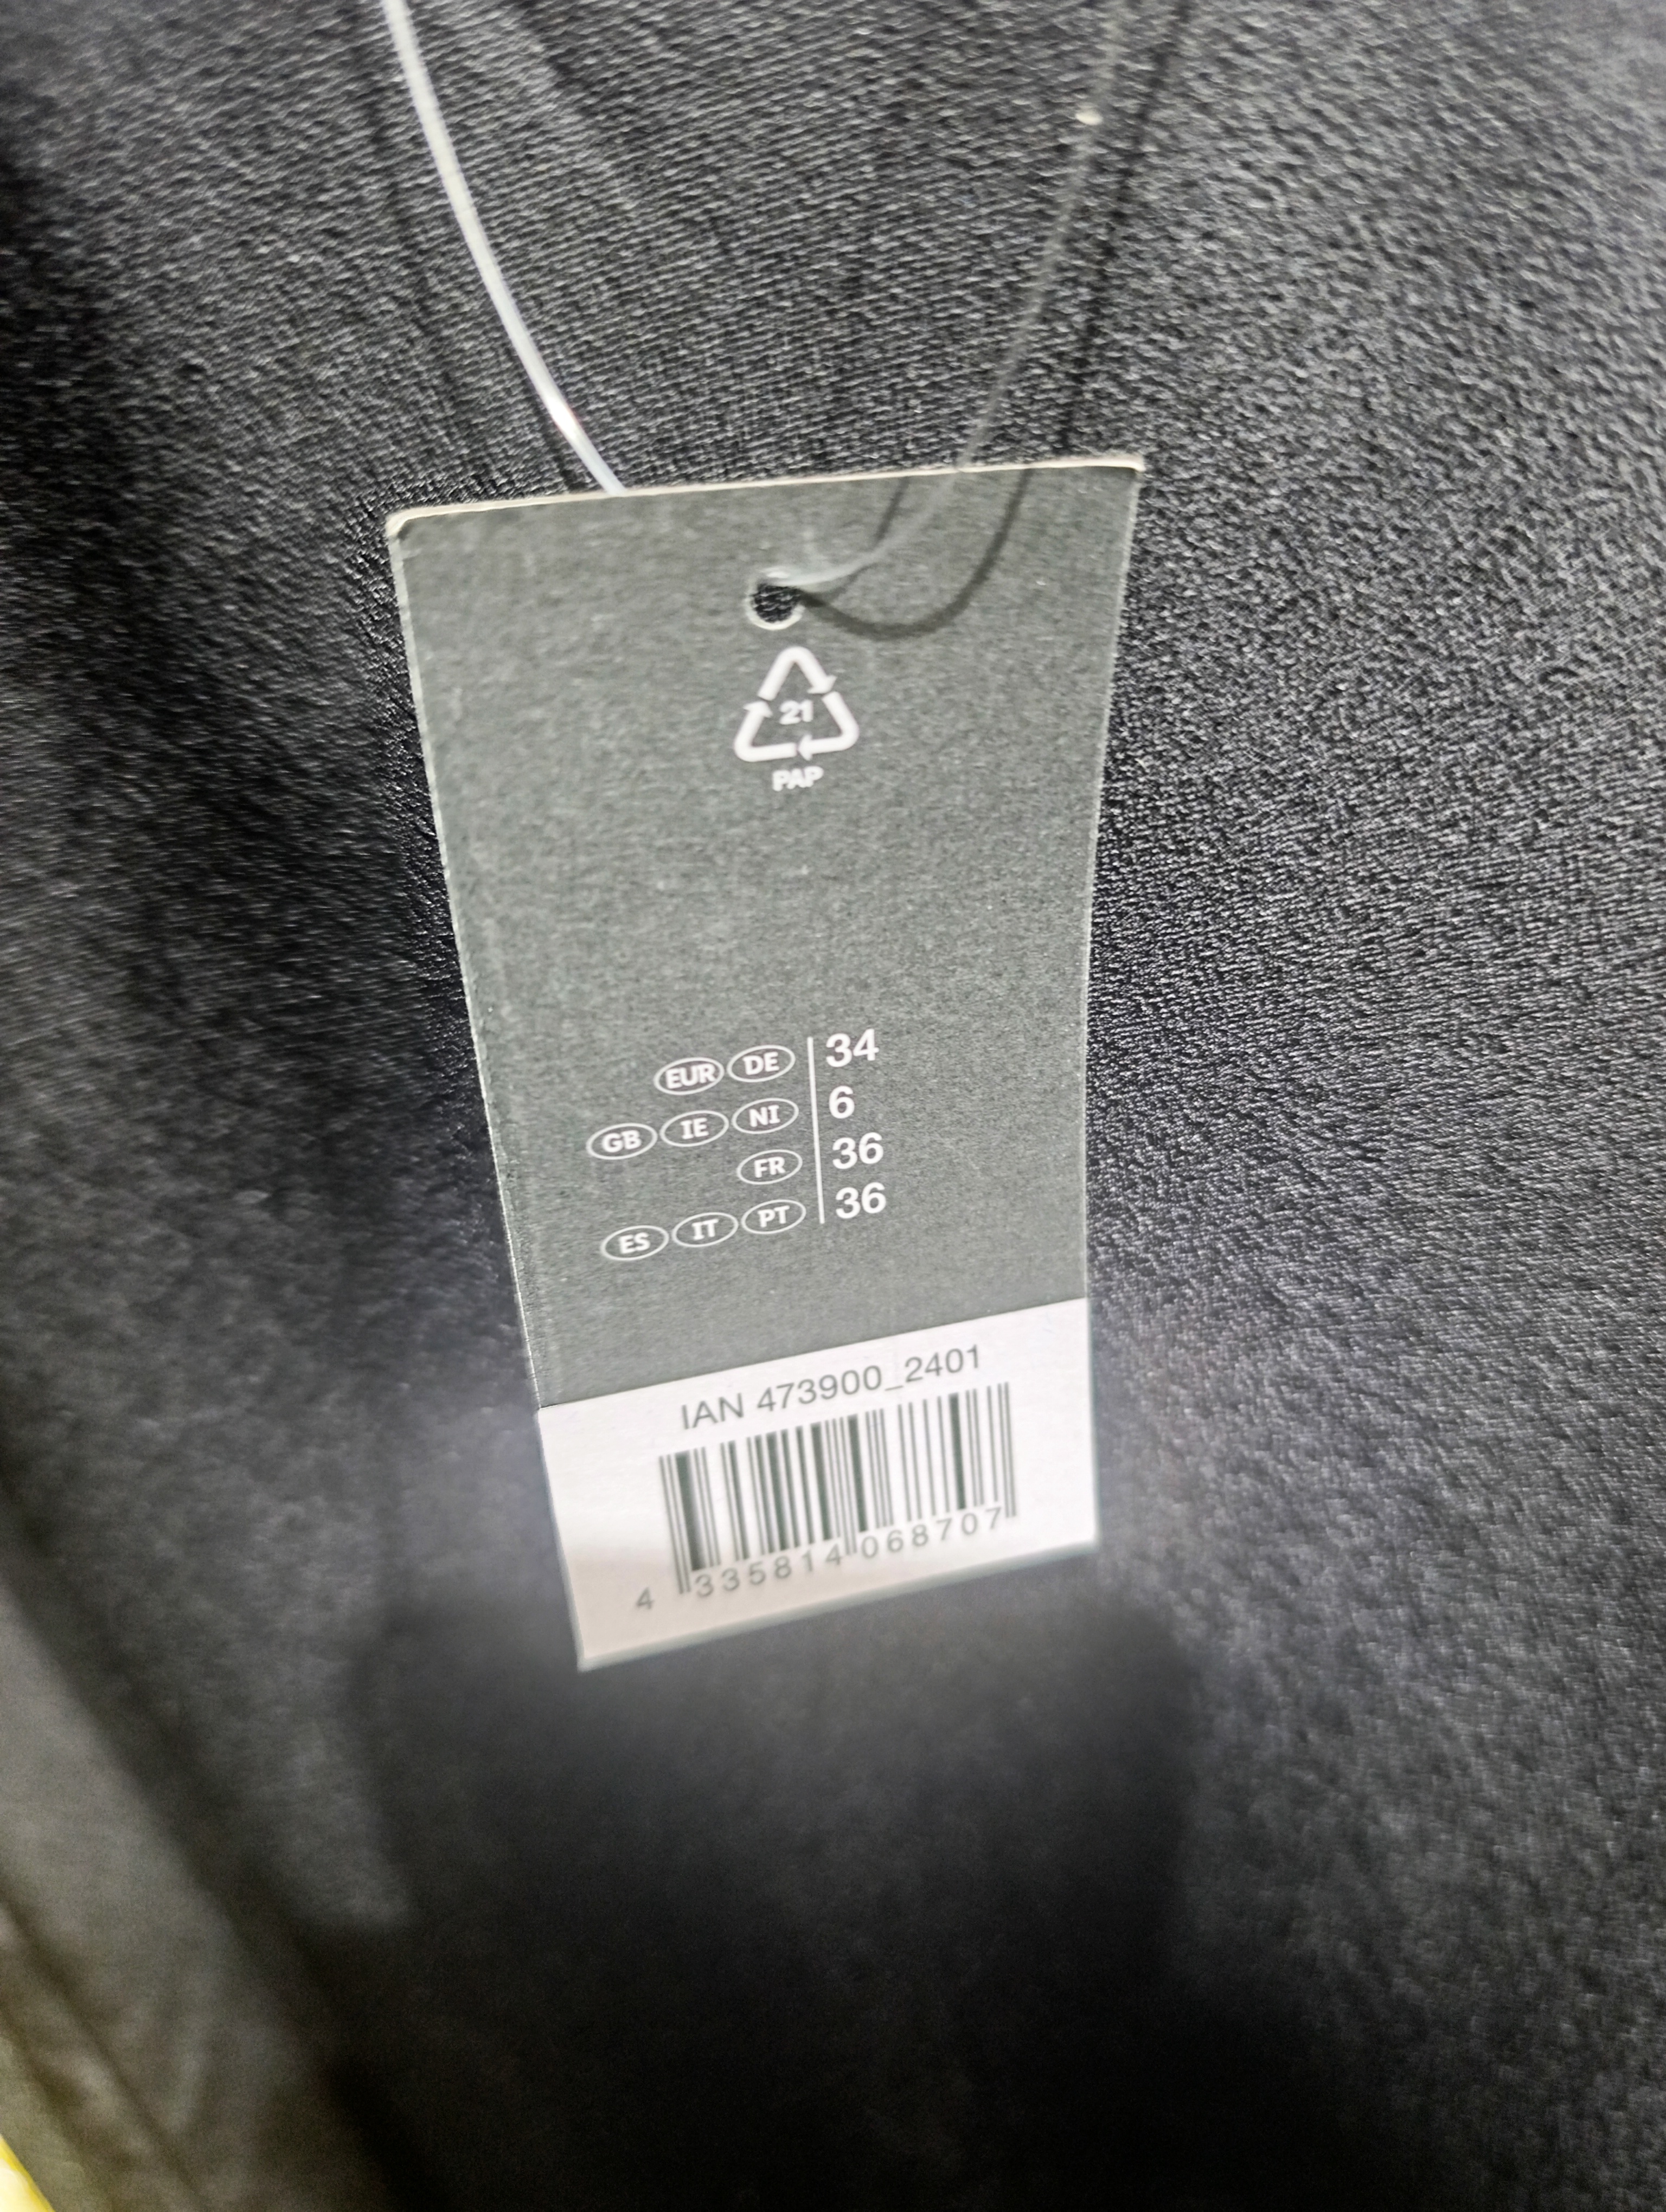 21
PAP
EUR DE 34
GB IE NI 6
FR 36
ES IT PT 36
IAN 473900_2401
4 335814 068707